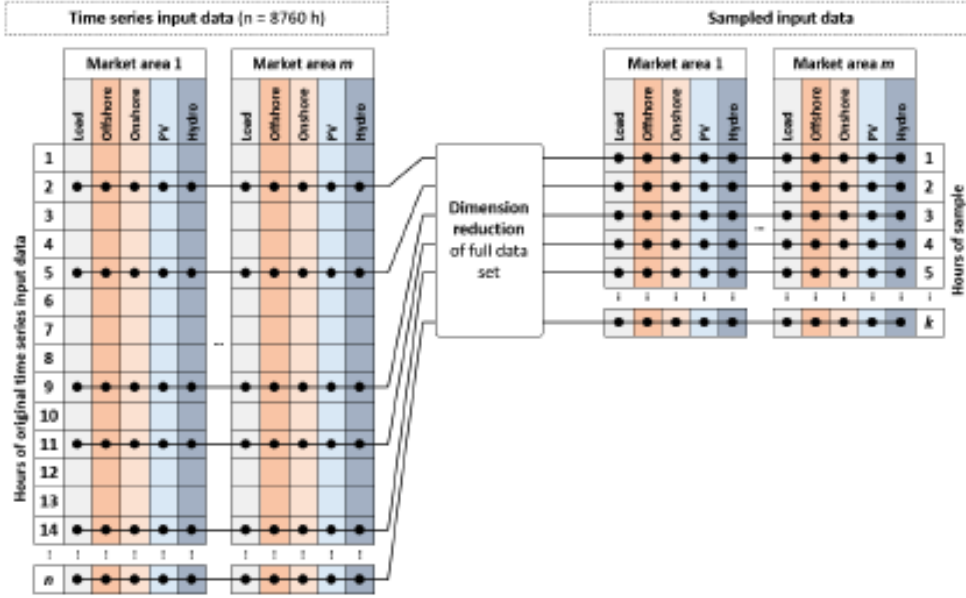 Time series input data (n = 8760 h)
Sampled input data
Market area 1
Market area m
Market area 1
Market area m
Load
Offshore
Onshore
PV
Hydro
Load
Offshore
Onshore
PV
Hydro
Load
Offshore
Onshore
PV
Hydro
Load
Offshore
Onshore
PV
Hydro
Hours of original time series input data
1
2
3
4
5
6
7
8
9
10
11
12
13
14
⋮ ⋮ ⋮ ⋮ ⋮ ⋮ ⋮ ⋮ ⋮ ⋮ ⋮
n
...
Dimension
reduction
of full data
set
...
1
2
3
4
5
⋮ ⋮ ⋮ ⋮ ⋮ ⋮ ⋮ ⋮ ⋮ ⋮ ⋮
k
Hours of sample